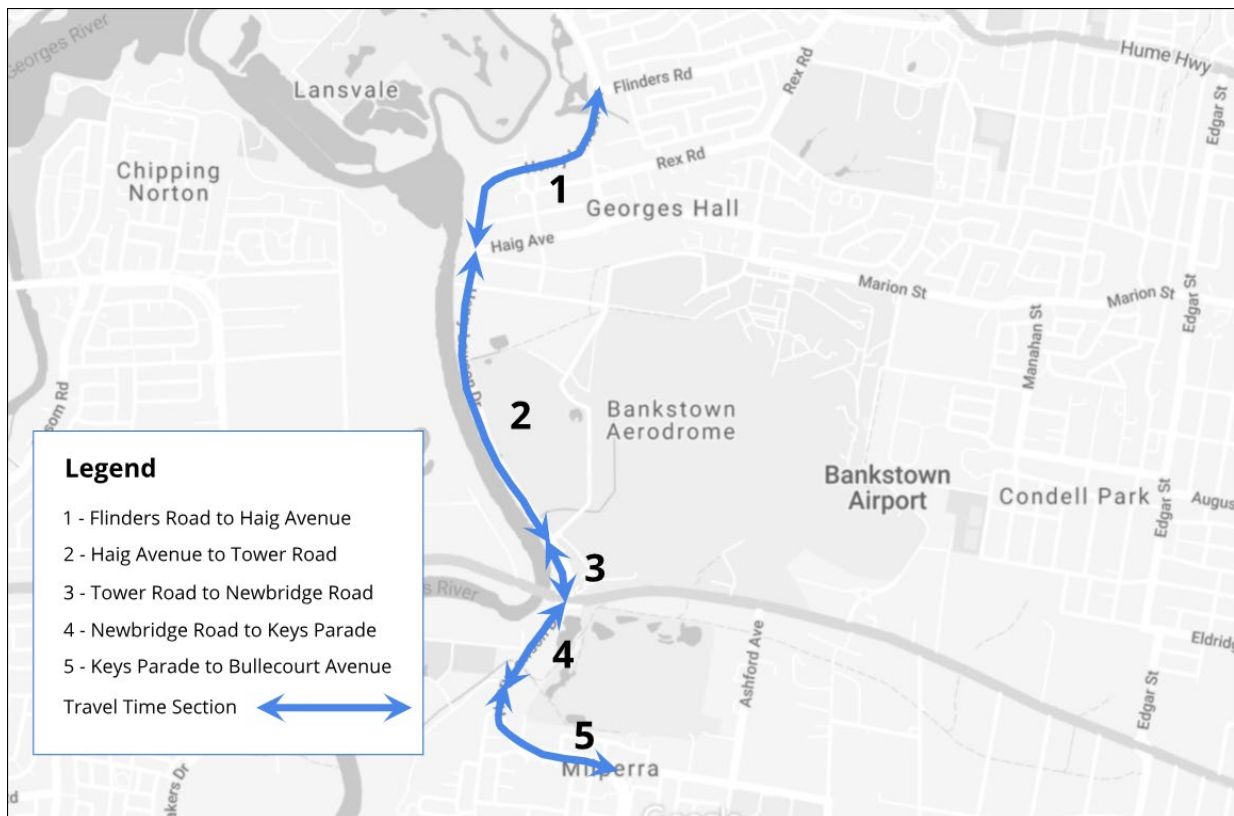 Georges River
Lansvale
Hume Hwy
Flinders Rd
Rex Rd
Edgar St
Chipping
Norton
Rex Rd
1
Georges Hall
Haig Ave
Marion St
Marion St
Edgar St
Manahan St
2
Bankstown
Aerodrome
Bankstown
Airport
Condell Park
Edgar St
Legend
1 - Flinders Road to Haig Avenue
2 - Haig Avenue to Tower Road
3 - Tower Road to Newbridge Road
4 - Newbridge Road to Keys Parade
5 - Keys Parade to Bullecourt Avenue
Travel Time Section
3
River
4
Ashford Ave
Edgar St
5
Milperra
Google